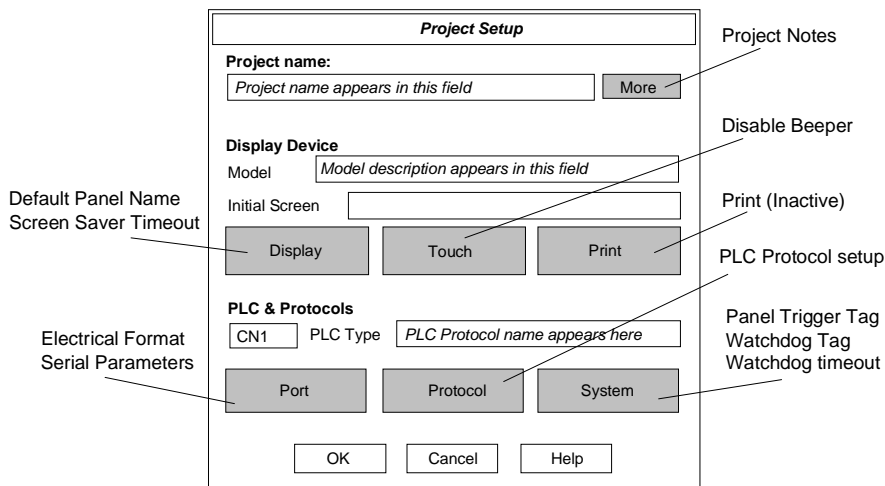 Project Setup
Project Notes
Project name:
Project name appears in this field
More
Disable Beeper
Display Device
Model
Model description appears in this field
Default Panel Name
Screen Saver Timeout
Initial Screen
Print (Inactive)
Display
Touch
Print
PLC Protocol setup
PLC & Protocols
CN1
PLC Type
PLC Protocol name appears here
Panel Trigger Tag
Watchdog Tag
Watchdog timeout
Electrical Format
Serial Parameters
Port
Protocol
System
OK
Cancel
Help